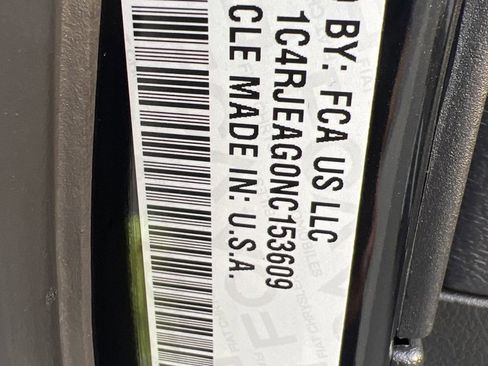 BY: FCA US LLC
1C4RJEAG0NC153609
CLE MADE IN: U.S.A.